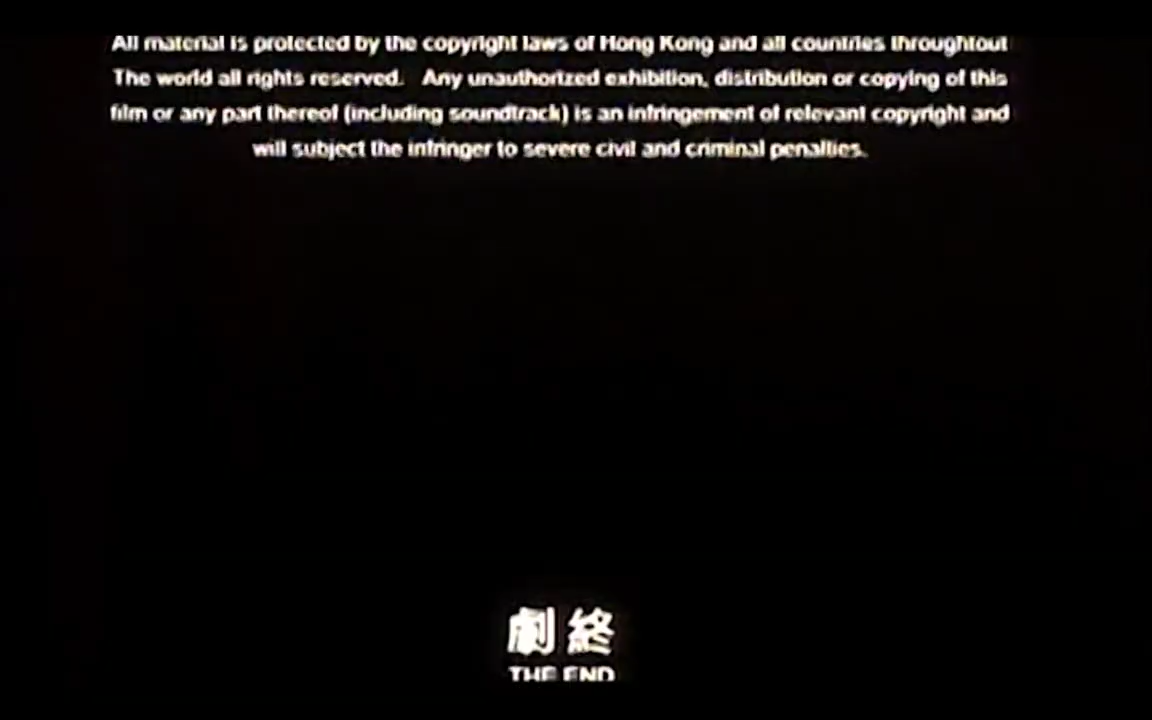 All material is protected by the copyright laws of Hong Kong and all countries throughtout
The world all rights reserved. Any unauthorized exhibition, distribution or copying of this
film or any part thereof (including soundtrack) is an infringement of relevant copyright and
will subject the infringer to severe civil and criminal penalties.
劇終
THE END